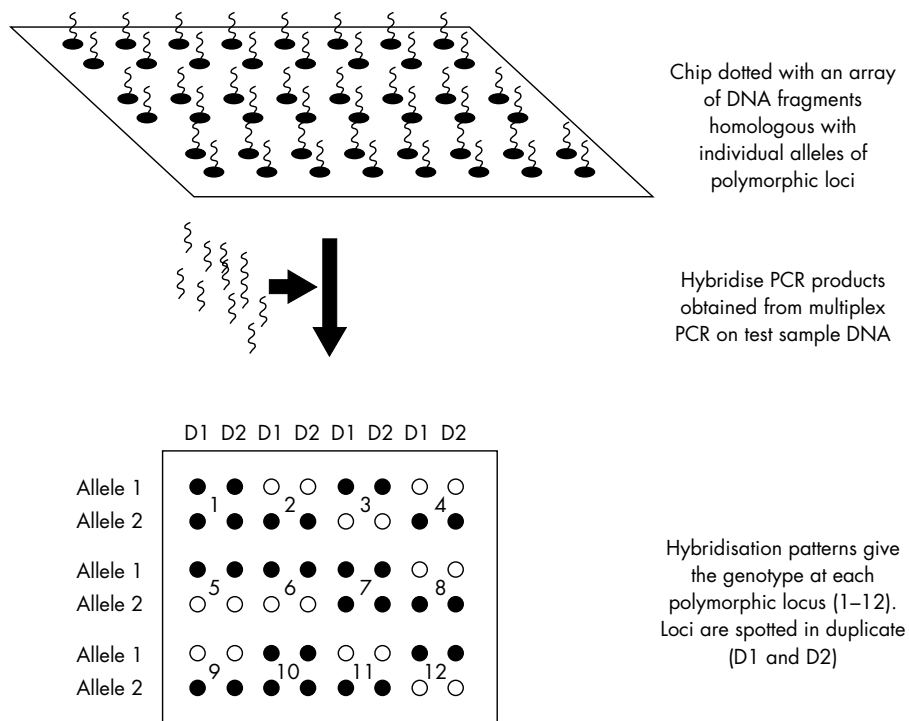 Chip dotted with an array
of DNA fragments
homologous with
individual alleles of
polymorphic loci
Hybridise PCR products
obtained from multiplex
PCR on test sample DNA
D1 D2 D1 D2 D1 D2 D1 D2
Allele 1
1 2 3 4
Allele 2
Allele 1
5 6 7 8
Allele 2
Allele 1
9 10 11 12
Allele 2
Hybridisation patterns give
the genotype at each
polymorphic locus (1–12).
Loci are spotted in duplicate
(D1 and D2)